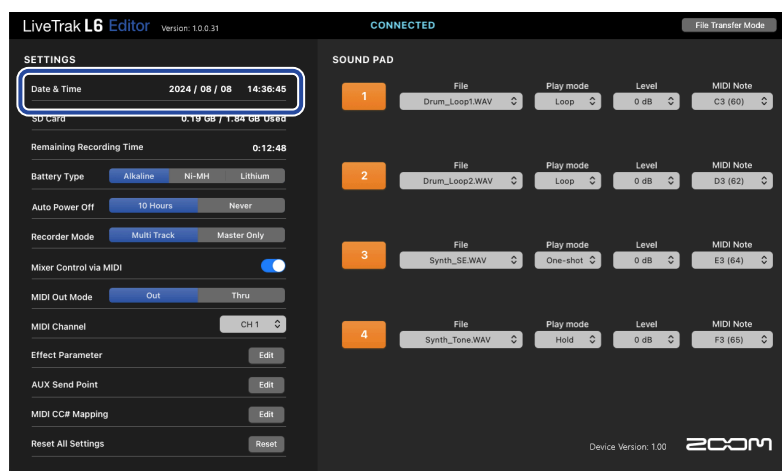 LiveTrak L6 Editor Version: 1.0.0.31 CONNECTED File Transfer Mode
SETTINGS
Date & Time 2024 / 08 / 08 14:36:45
SD Card 0.19 GB / 1.84 GB Used
Remaining Recording Time 0:12:48
Battery Type Alkaline Ni-MH Lithium
Auto Power Off 10 Hours Never
Recorder Mode Multi Track Master Only
Mixer Control via MIDI
MIDI Out Mode Out Thru
MIDI Channel CH 1
Effect Parameter Edit
AUX Send Point Edit
MIDI CC# Mapping Edit
Reset All Settings Reset
SOUND PAD
File Play mode Level MIDI Note
1 Drum_Loop1.WAV Loop 0 dB C3 (60)
File Play mode Level MIDI Note
2 Drum_Loop2.WAV Loop 0 dB D3 (62)
File Play mode Level MIDI Note
3 Synth_SE.WAV One-shot 0 dB E3 (64)
File Play mode Level MIDI Note
4 Synth_Tone.WAV Hold 0 dB F3 (65)
Device Version: 1.00 ZOOM